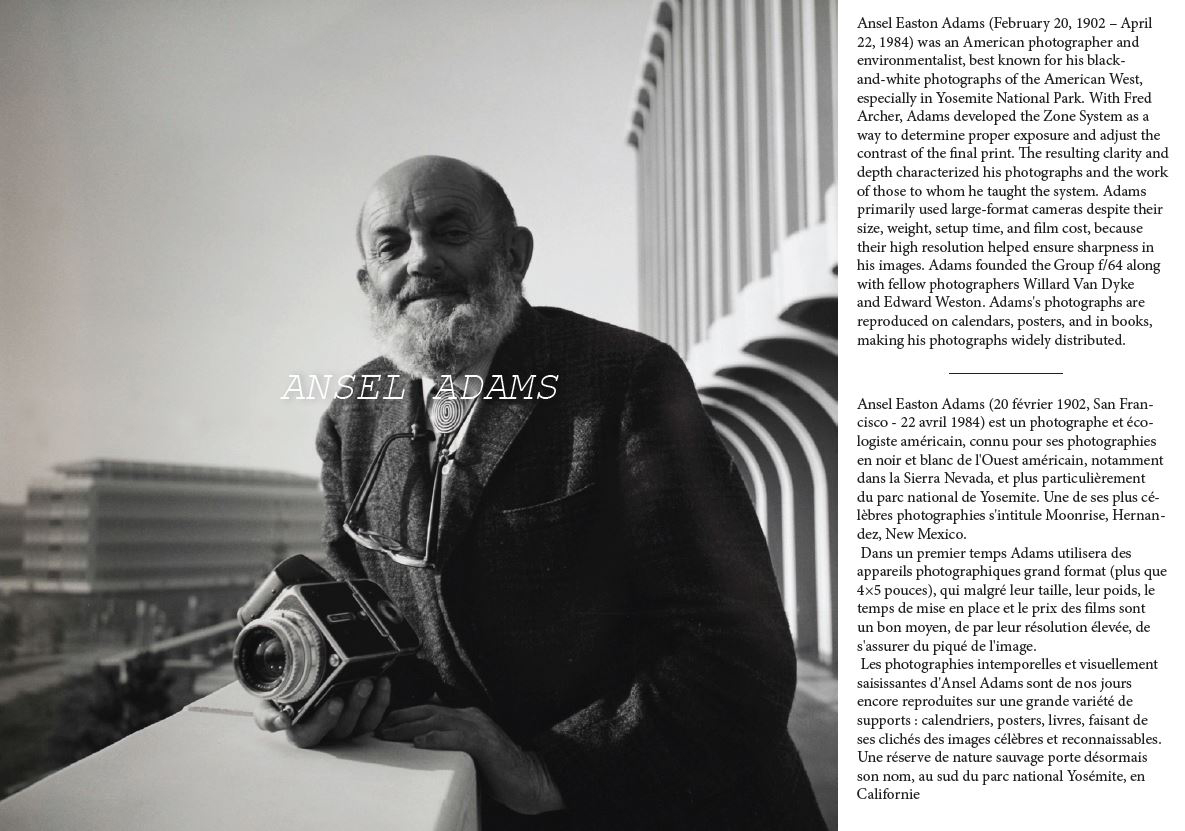 ANSEL ADAMS
Ansel Easton Adams (February 20, 1902 – April
22, 1984) was an American photographer and
environmentalist, best known for his black-
and-white photographs of the American West,
especially in Yosemite National Park. With Fred
Archer, Adams developed the Zone System as a
way to determine proper exposure and adjust the
contrast of the final print. The resulting clarity and
depth characterized his photographs and the work
of those to whom he taught the system. Adams
primarily used large-format cameras despite their
size, weight, setup time, and film cost, because
their high resolution helped ensure sharpness in
his images. Adams founded the Group f/64 along
with fellow photographers Willard Van Dyke
and Edward Weston. Adams's photographs are
reproduced on calendars, posters, and in books,
making his photographs widely distributed.
Ansel Easton Adams (20 février 1902, San Fran-
cisco - 22 avril 1984) est un photographe et éco-
logiste américain, connu pour ses photographies
en noir et blanc de l'Ouest américain, notamment
dans la Sierra Nevada, et plus particulièrement
du parc national de Yosemite. Une de ses plus cé-
lèbres photographies s'intitule Moonrise, Hernan-
dez, New Mexico.
Dans un premier temps Adams utilisera des
appareils photographiques grand format (plus que
4×5 pouces), qui malgré leur taille, leur poids, le
temps de mise en place et le prix des films sont
un bon moyen, de par leur résolution élevée, de
s'assurer du piqué de l'image.
Les photographies intemporelles et visuellement
saisissantes d'Ansel Adams sont de nos jours
encore reproduites sur une grande variété de
supports : calendriers, posters, livres, faisant de
ses clichés des images célèbres et reconnaissables.
Une réserve de nature sauvage porte désormais
son nom, au sud du parc national Yosémite, en
Californie